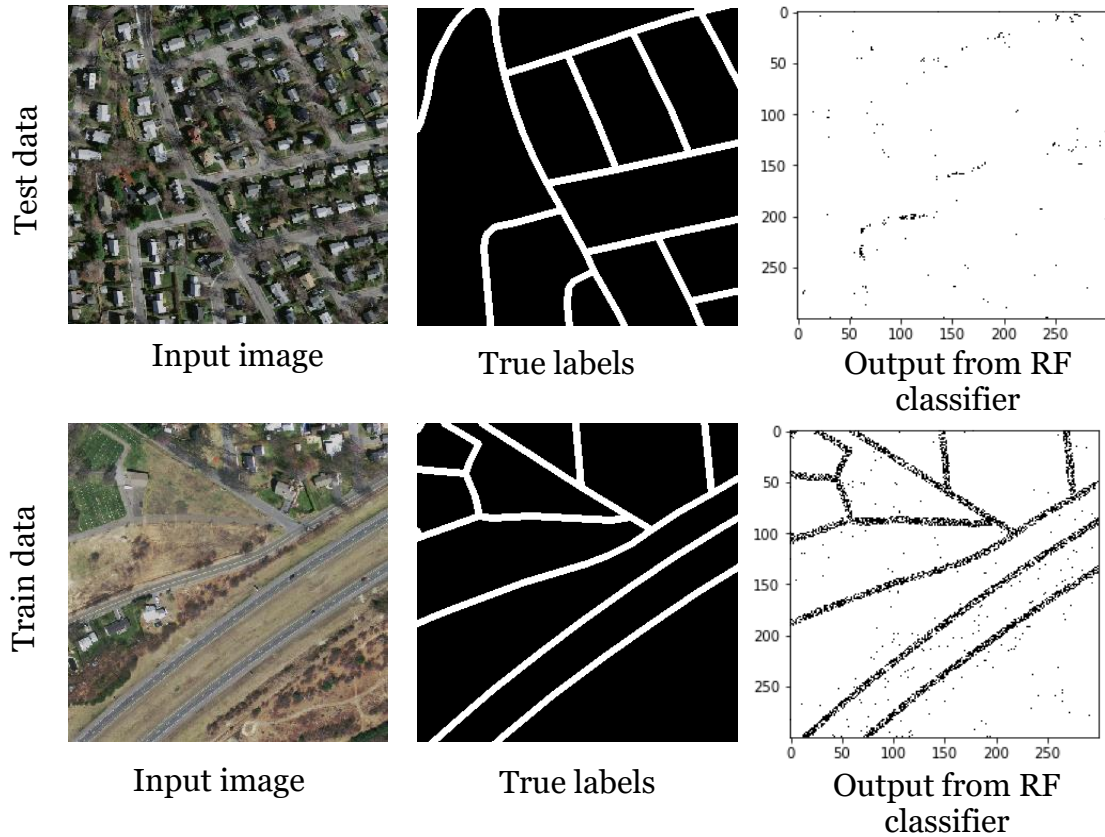 Test data
0
50
100
150
200
250
0 50 100 150 200 250
Input image
True labels
Output from RF
classifier
Train data
0
50
100
150
200
250
0 50 100 150 200 250
Input image
True labels
Output from RF
classifier